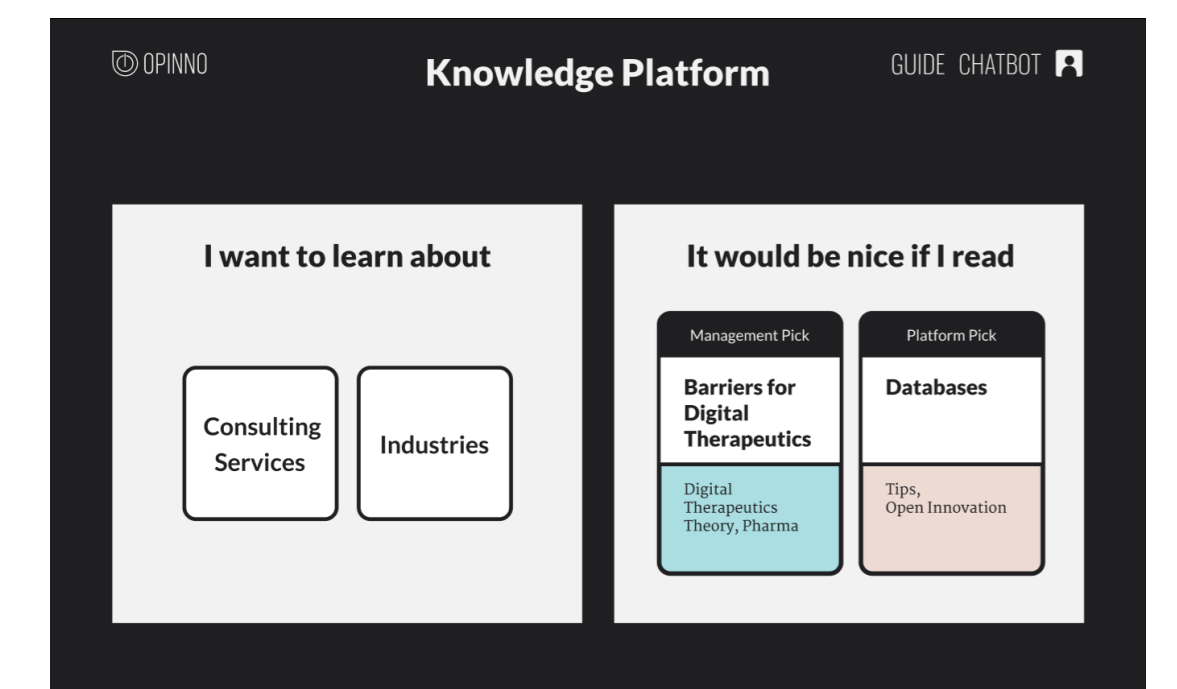 OPINNO
Knowledge Platform
GUIDE CHATBOT
I want to learn about
Consulting
Services
Industries
It would be nice if I read
Management Pick
Barriers for
Digital
Therapeutics
Digital
Therapeutics
Theory, Pharma
Platform Pick
Databases
Tips,
Open Innovation